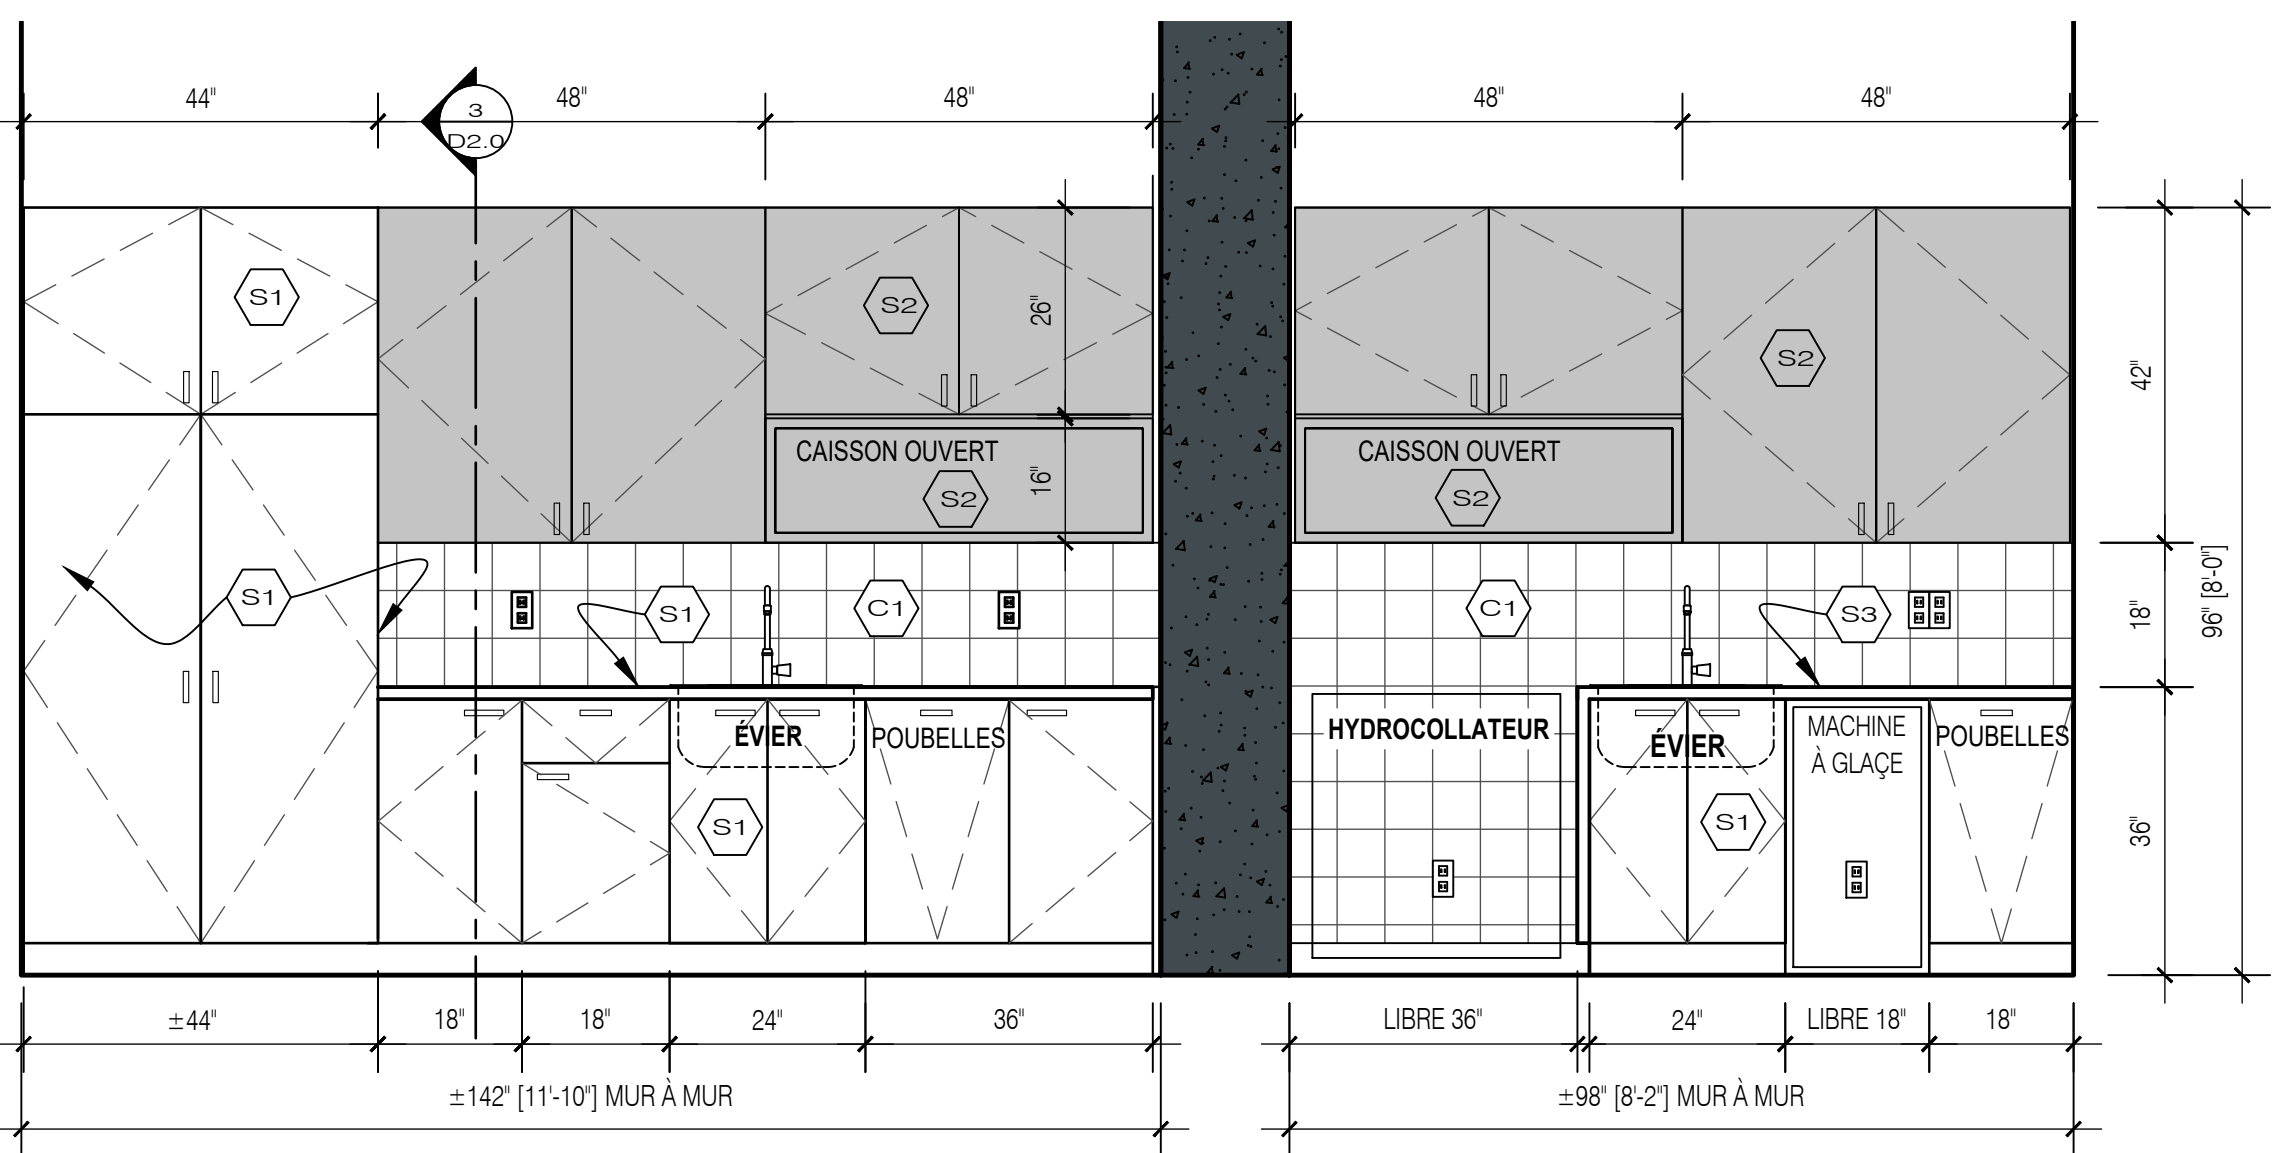 44"
3
D2.0
48"
48"
48"
48"
S1
S2
26"
S2
42"
CAISSON OUVERT
S2
16"
CAISSON OUVERT
S2
S1
S1
C1
C1
S3
18"
96" [8'-0"]
ÉVIER
POUBELLES
HYDROCOLLATEUR
ÉVIER
MACHINE
À GLAÇE
POUBELLES
S1
S1
36"
±44"
18"
18"
24"
36"
LIBRE 36"
24"
LIBRE 18"
18"
±142" [11'-10"] MUR À MUR
±98" [8'-2"] MUR À MUR